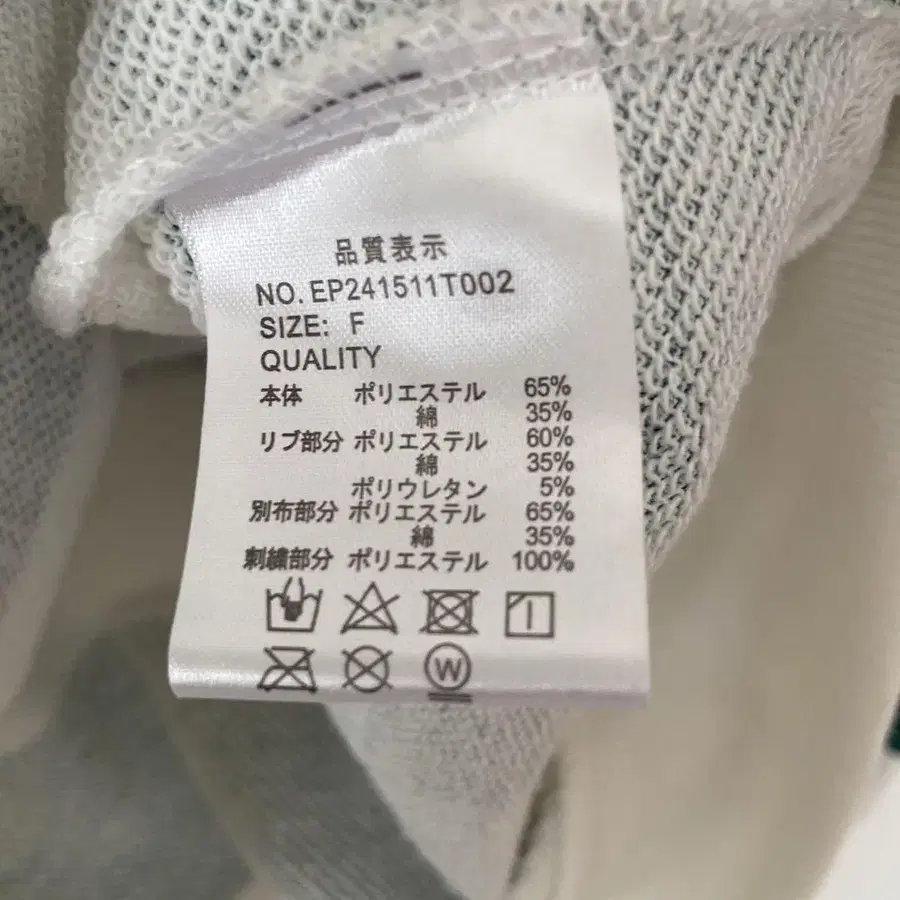 品質表示
NO. EP241511T002
SIZE: F
QUALITY
本体 ポリエステル 65%
綿 35%
リブ部分 ポリエステル 60%
綿 35%
ポリウレタン 5%
別布部分 ポリエステル 65%
綿 35%
刺繍部分 ポリエステル 100%
W